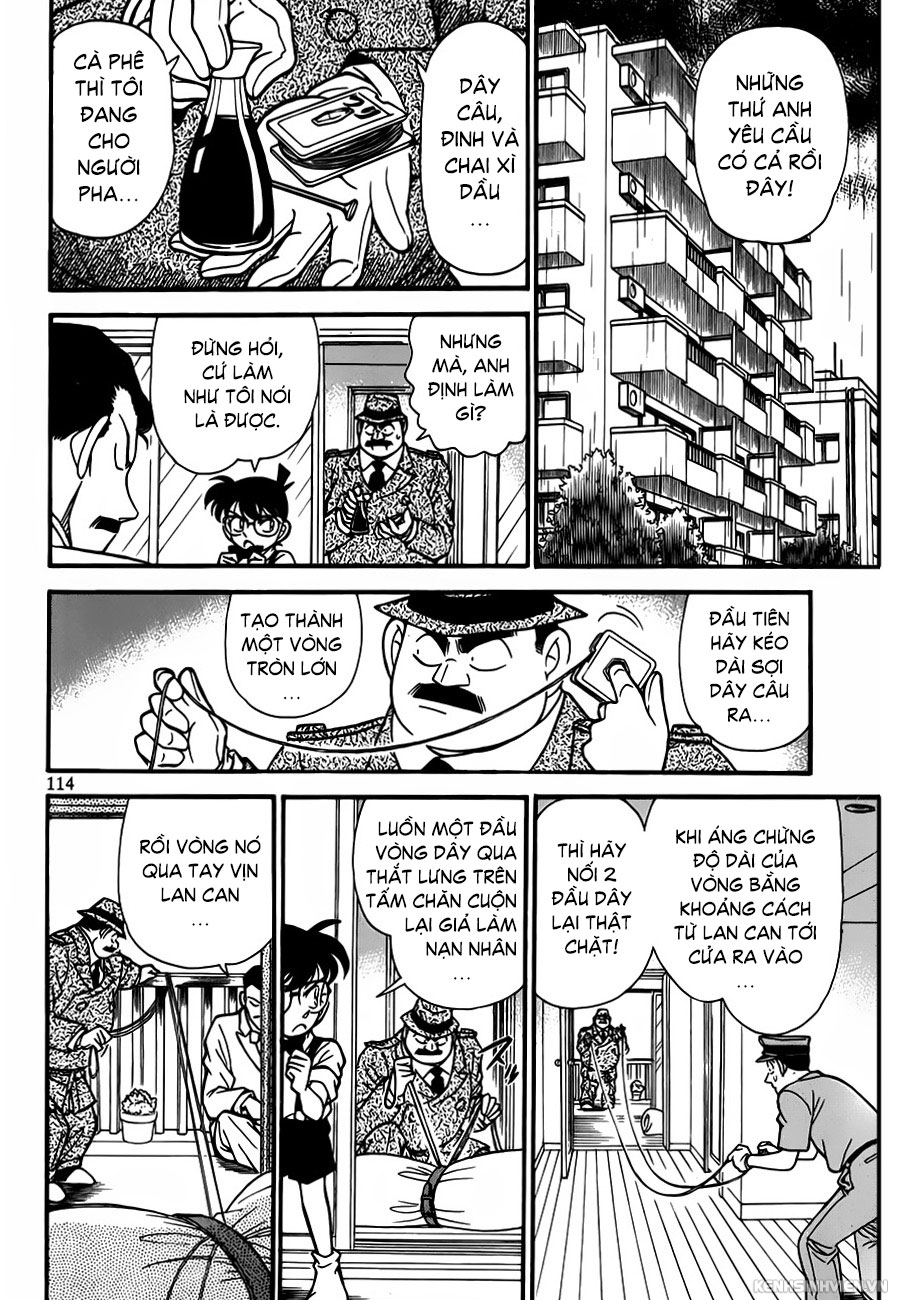 NHỮNG
THỨ ANH
YÊU CẦU
CÓ CẢ RỒI
ĐÂY!
DÂY
CÂU,
ĐINH VÀ
CHAI XÌ
DẦU
...
CÀ PHÊ
THÌ TÔI
ĐANG
CHO
NGƯỜI
PHA...
NHƯNG
MÀ, ANH
ĐỊNH LÀM
GÌ?
ĐỪNG HỎI,
CỨ LÀM
NHƯ TÔI NÓI
LÀ ĐƯỢC.
ĐẦU TIÊN
HÃY KÉO
DÀI SỢI
DÂY CÂU
RA...
TẠO THÀNH
MỘT VÒNG
TRÒN LỚN
...
114
KHI ÁNG CHỪNG
ĐỘ DÀI CỦA
VÒNG BẰNG
KHOẢNG CÁCH
TỪ LAN CAN TỚI
CỬA RA VÀO
...
THÌ HÃY
NỐI 2
ĐẦU DÂY
LẠI THẬT
CHẶT!
LUỒN MỘT ĐẦU
VÒNG DÂY QUA
THẮT LƯNG TRÊN
TẤM CHĂN CUỘN
LẠI GIẢ LÀM
NẠN NHÂN
...
RỒI VÒNG NÓ
QUA TAY VỊN
LAN CAN
...
KENHSINHVIEN.VN